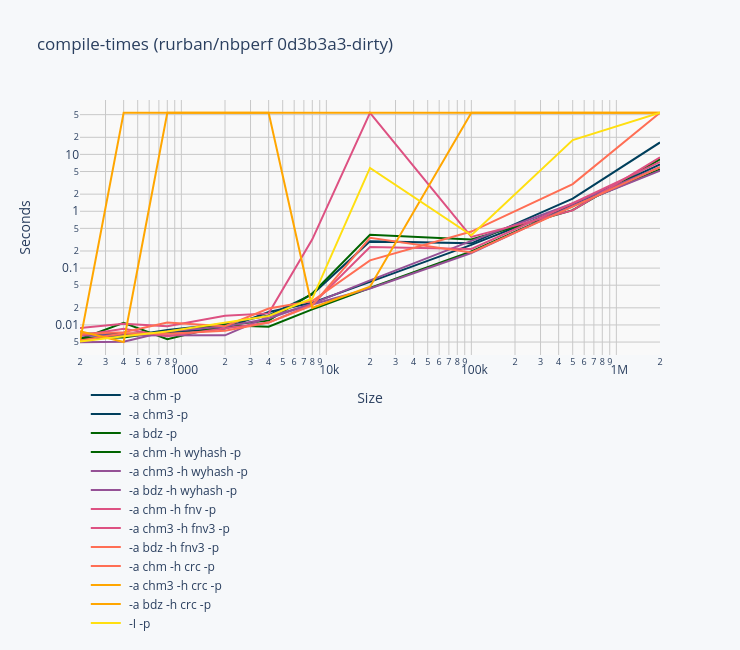 compile-times (rurban/nbperf 0d3b3a3-dirty)
5
2
10
5
2
1
5
2
0.1
5
2
0.01
5
Seconds
2 3 4 5 6 7 8 9 2 3 4 5 6 7 8 9 2 3 4 5 6 7 8 9 2 3 4 5 6 7 8 9 2
1000 10k 100k 1M
Size
-a chm -p
-a chm3 -p
-a bdz -p
-a chm -h wyhash -p
-a chm3 -h wyhash -p
-a bdz -h wyhash -p
-a chm -h fnv -p
-a chm3 -h fnv3 -p
-a bdz -h fnv3 -p
-a chm -h crc -p
-a chm3 -h crc -p
-a bdz -h crc -p
-I -p